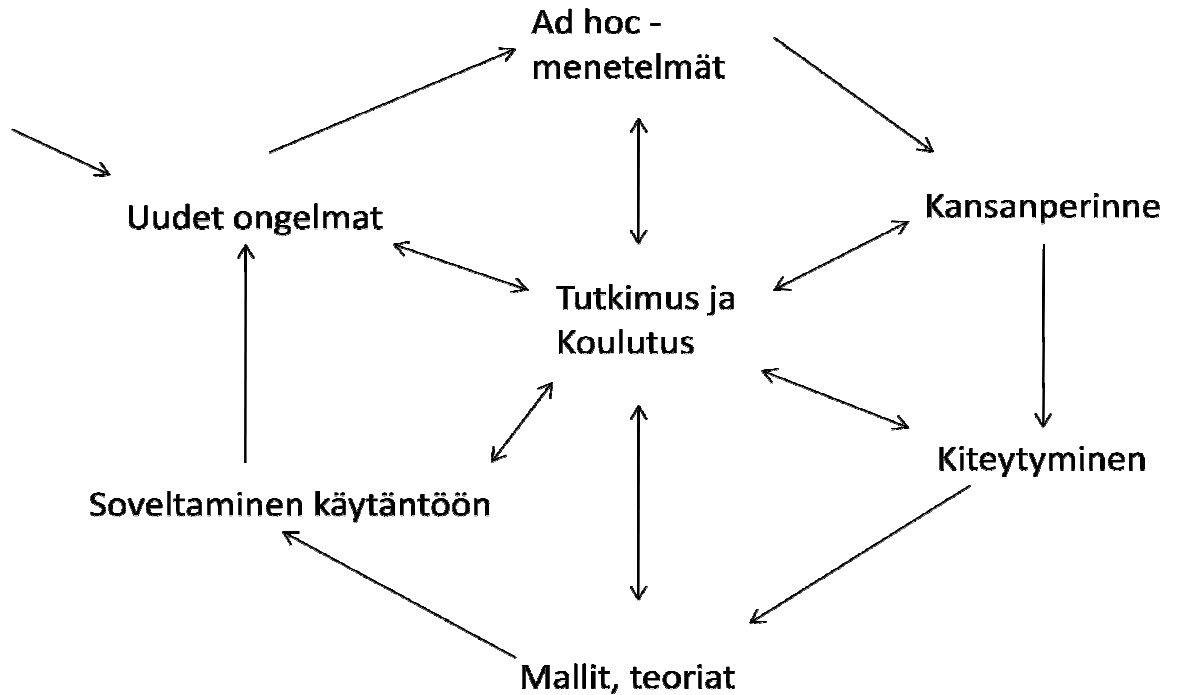 Ad hoc -
menetelmät
Uudet ongelmat
Kansanperinne
Tutkimus ja
Koulutus
Kiteytyminen
Soveltaminen käytäntöön
Mallit, teoriat